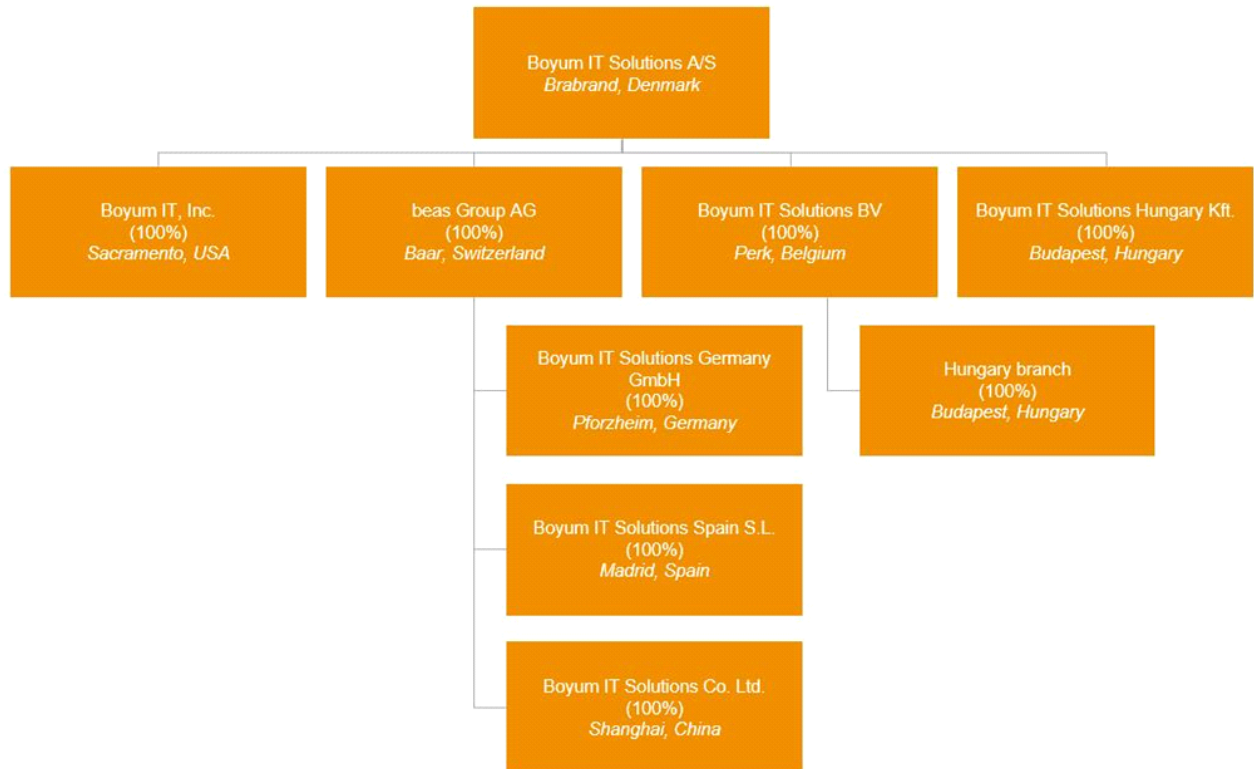 Boyum IT Solutions A/S
Brabrand, Denmark
Boyum IT, Inc.
(100%)
Sacramento, USA
beas Group AG
(100%)
Baar, Switzerland
Boyum IT Solutions BV
(100%)
Perk, Belgium
Boyum IT Solutions Hungary Kft.
(100%)
Budapest, Hungary
Boyum IT Solutions Germany
GmbH
(100%)
Pforzheim, Germany
Hungary branch
(100%)
Budapest, Hungary
Boyum IT Solutions Spain S.L.
(100%)
Madrid, Spain
Boyum IT Solutions Co. Ltd.
(100%)
Shanghai, China